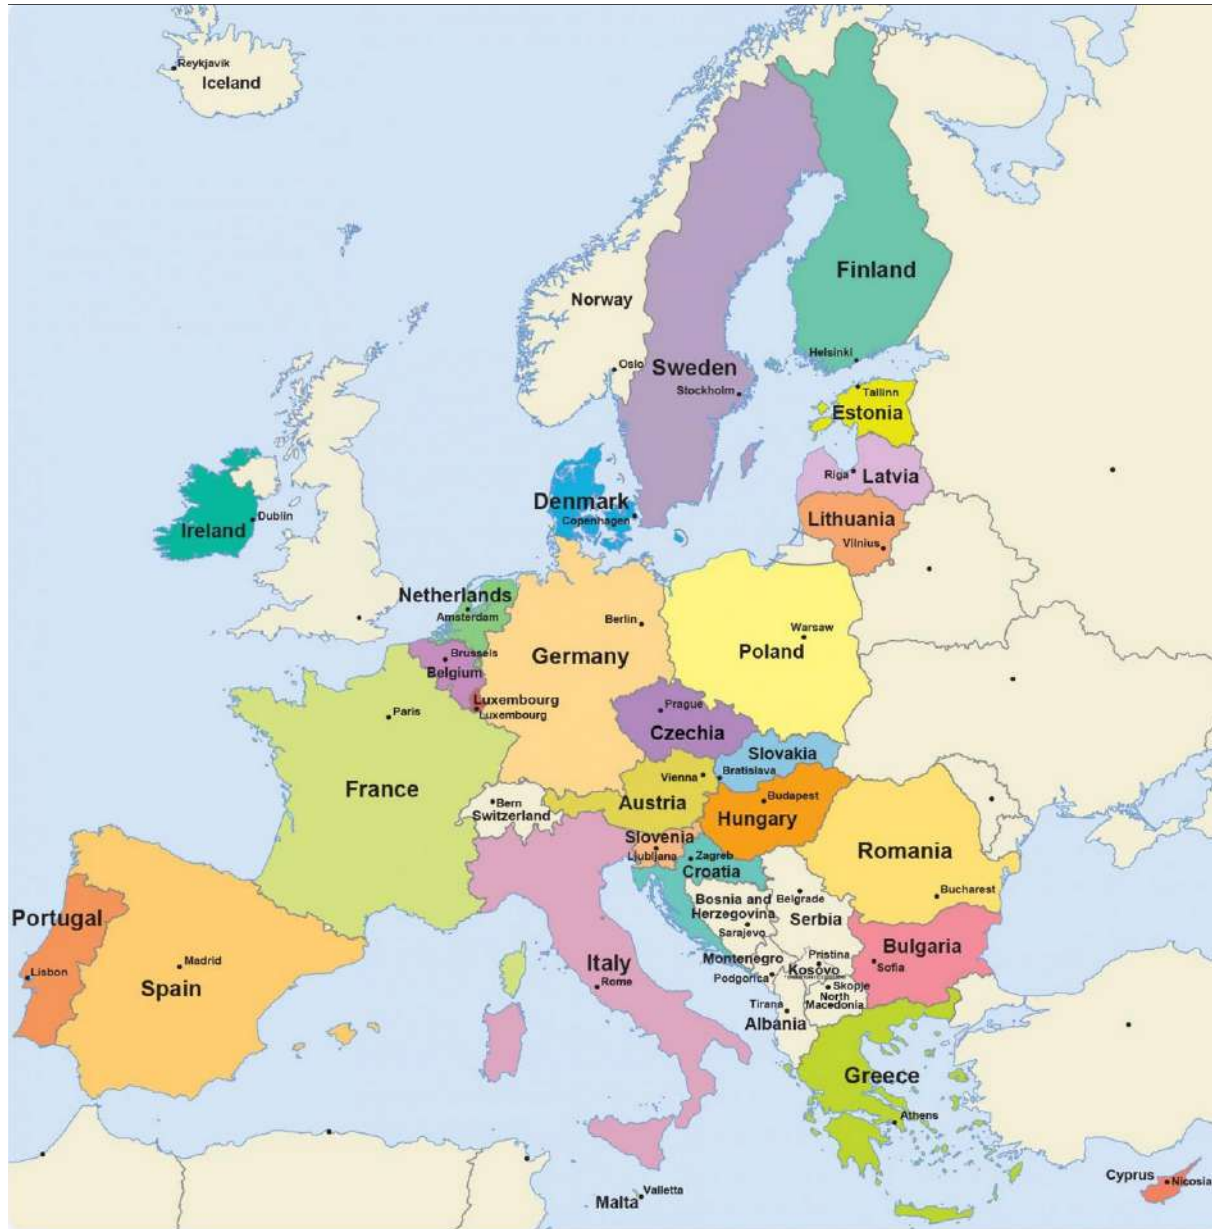 Reykjavik
Iceland
Norway
Oslo
Sweden
Stockholm
Finland
Helsinki
Tallinn
Estonia
Riga
Latvia
Lithuania
Vilnius
Denmark
Copenhagen
Ireland
Dublin
Netherlands
Amsterdam
Brussels
Belgium
Luxembourg
Luxembourg
Berlin
Germany
Warsaw
Poland
Prague
Czechia
Slovakia
Bratislava
Vienna
Austria
Budapest
Hungary
Paris
France
Bern
Switzerland
Slovenia
Ljubljana
Zagreb
Croatia
Romania
Bucharest
Bosnia and
Herzegovina
Sarajevo
Belgrade
Serbia
Montenegro
Podgorica
Pristina
Kosovo
Skopje
North
Macedonia
Bulgaria
Sofia
Tirana
Albania
Portugal
Lisbon
Madrid
Spain
Italy
Rome
Greece
Athens
Malta
Valletta
Cyprus
Nicosia